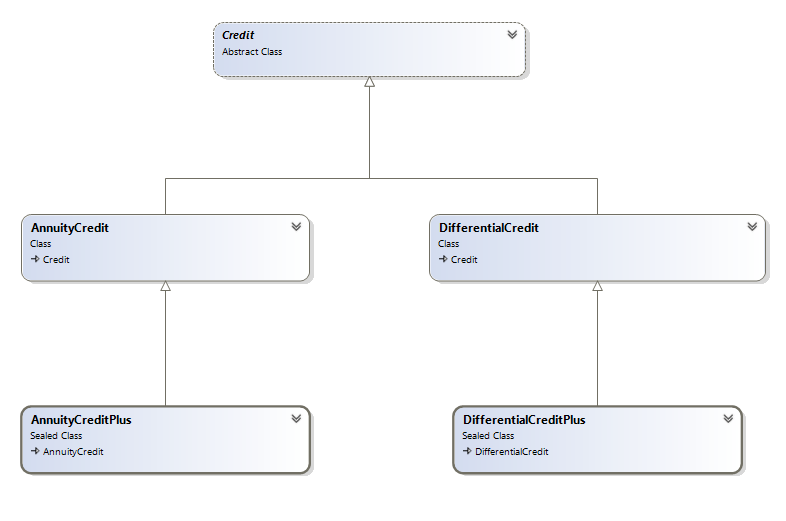 Credit
Abstract Class
AnnuityCredit
Class
Credit
DifferentialCredit
Class
Credit
AnnuityCreditPlus
Sealed Class
AnnuityCredit
DifferentialCreditPlus
Sealed Class
DifferentialCredit